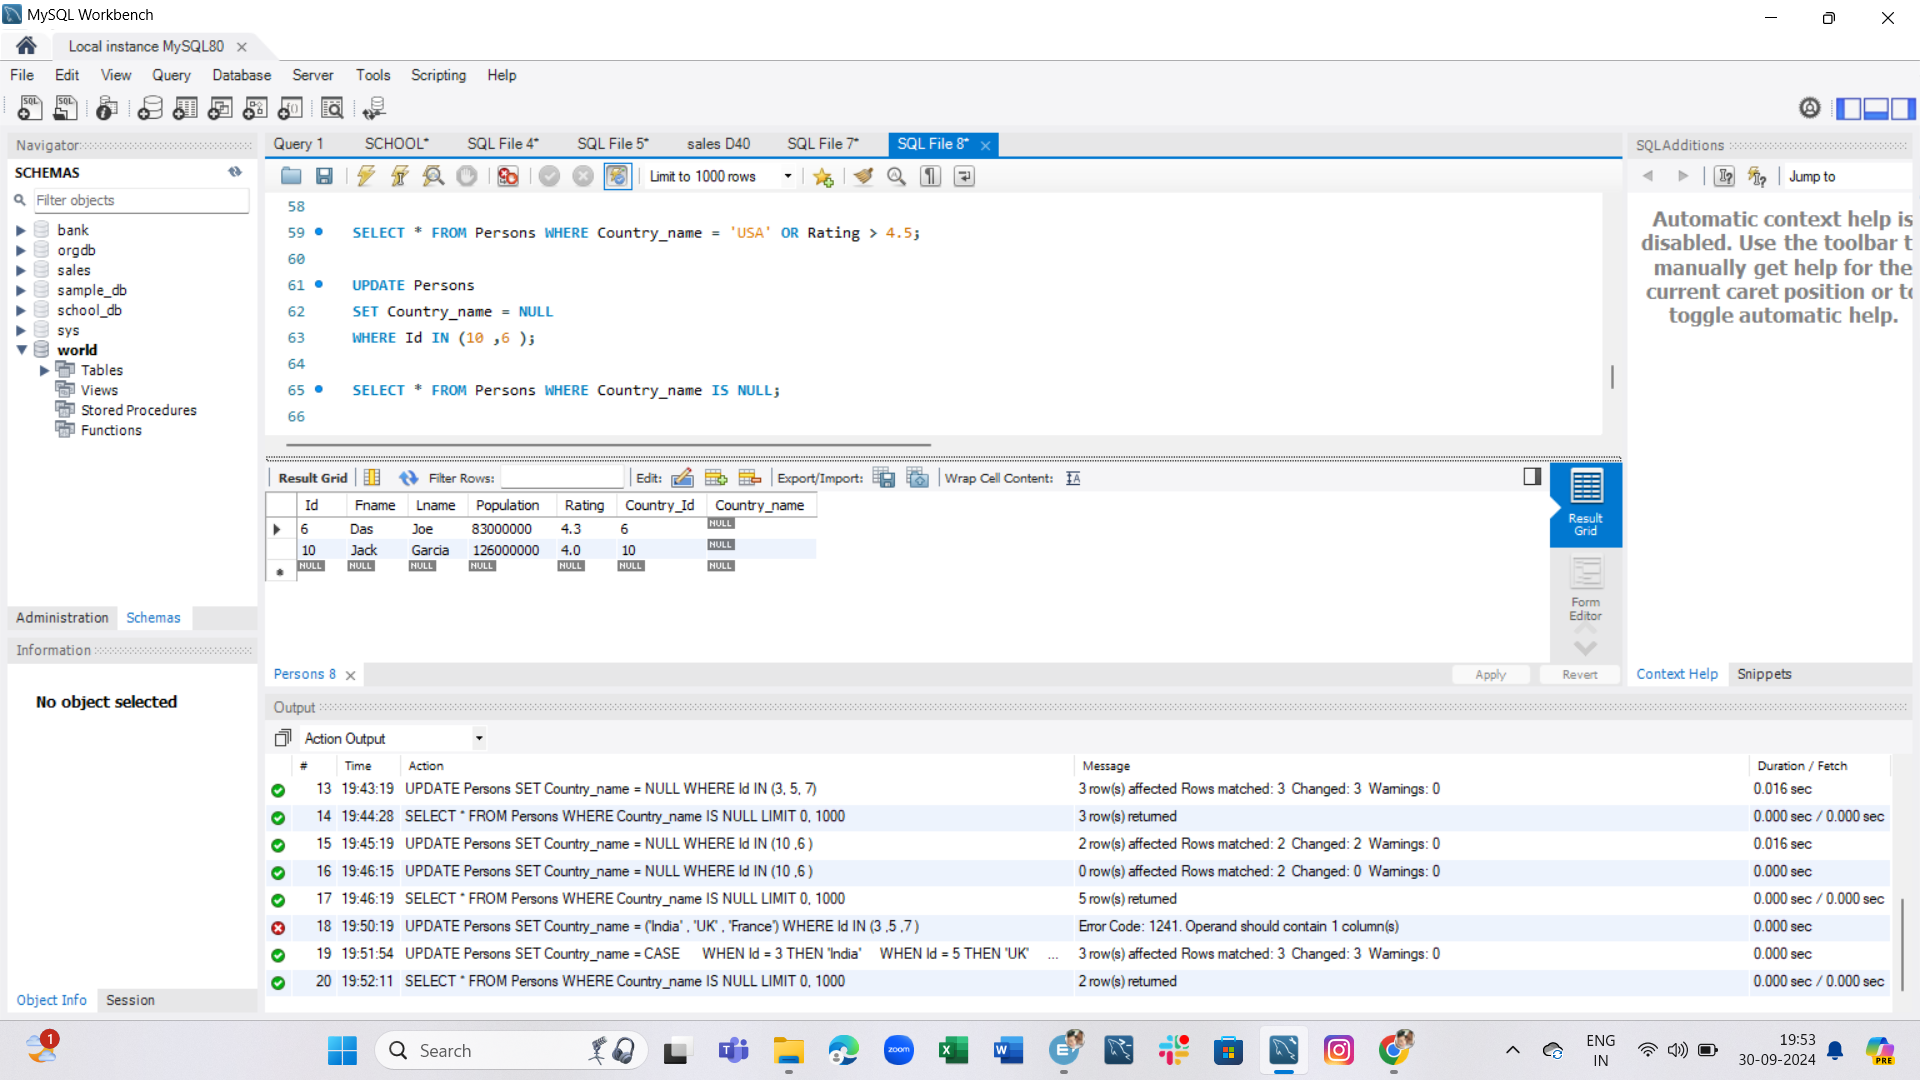 MySQL Workbench
Local instance MySQL80
File Edit View Query Database Server Tools Scripting Help
Navigator
SCHEMAS
Filter objects
bank
orgdb
sales
sample_db
school_db
sys
world
Tables
Views
Stored Procedures
Functions
Administration Schemas
Information
No object selected
Object Info Session
Query 1 SCHOOL* SQL File 4* SQL File 5* sales D40 SQL File 7* SQL File 8*
Limit to 1000 rows
58
59 SELECT * FROM Persons WHERE Country_name = 'USA' OR Rating > 4.5;
60
61 UPDATE Persons
62 SET Country_name = NULL
63 WHERE Id IN (10 ,6 );
64
65 SELECT * FROM Persons WHERE Country_name IS NULL;
66
Result Grid Filter Rows: Edit: Export/Import: Wrap Cell Content:
Id Fname Lname Population Rating Country_Id Country_name
6 Das Joe 83000000 4.3 6 NULL
10 Jack Garcia 126000000 4.0 10 NULL
NULL NULL NULL NULL NULL NULL NULL
Result
Grid
Form
Editor
Persons 8
Apply Revert
SQLAdditions
Jump to
Automatic context help is
disabled. Use the toolbar t
manually get help for the
current caret position or to
toggle automatic help.
Context Help Snippets
Output
Action Output
# Time Action Message Duration / Fetch
13 19:43:19 UPDATE Persons SET Country_name = NULL WHERE Id IN (3, 5, 7) 3 row(s) affected Rows matched: 3 Changed: 3 Warnings: 0 0.016 sec
14 19:44:28 SELECT * FROM Persons WHERE Country_name IS NULL LIMIT 0, 1000 3 row(s) returned 0.000 sec / 0.000 sec
15 19:45:19 UPDATE Persons SET Country_name = NULL WHERE Id IN (10 ,6 ) 2 row(s) affected Rows matched: 2 Changed: 2 Warnings: 0 0.016 sec
16 19:46:15 UPDATE Persons SET Country_name = NULL WHERE Id IN (10 ,6 ) 0 row(s) affected Rows matched: 2 Changed: 0 Warnings: 0 0.000 sec
17 19:46:19 SELECT * FROM Persons WHERE Country_name IS NULL LIMIT 0, 1000 5 row(s) returned 0.000 sec / 0.000 sec
18 19:50:19 UPDATE Persons SET Country_name = ('India' , 'UK' , 'France') WHERE Id IN (3 ,5 ,7 ) Error Code: 1241. Operand should contain 1 column(s) 0.000 sec
19 19:51:54 UPDATE Persons SET Country_name = CASE WHEN Id = 3 THEN 'India' WHEN Id = 5 THEN 'UK' ... 3 row(s) affected Rows matched: 3 Changed: 3 Warnings: 0 0.000 sec
20 19:52:11 SELECT * FROM Persons WHERE Country_name IS NULL LIMIT 0, 1000 2 row(s) returned 0.000 sec / 0.000 sec
1
Search
zoom
ENG
IN
19:53
30-09-2024
PRE